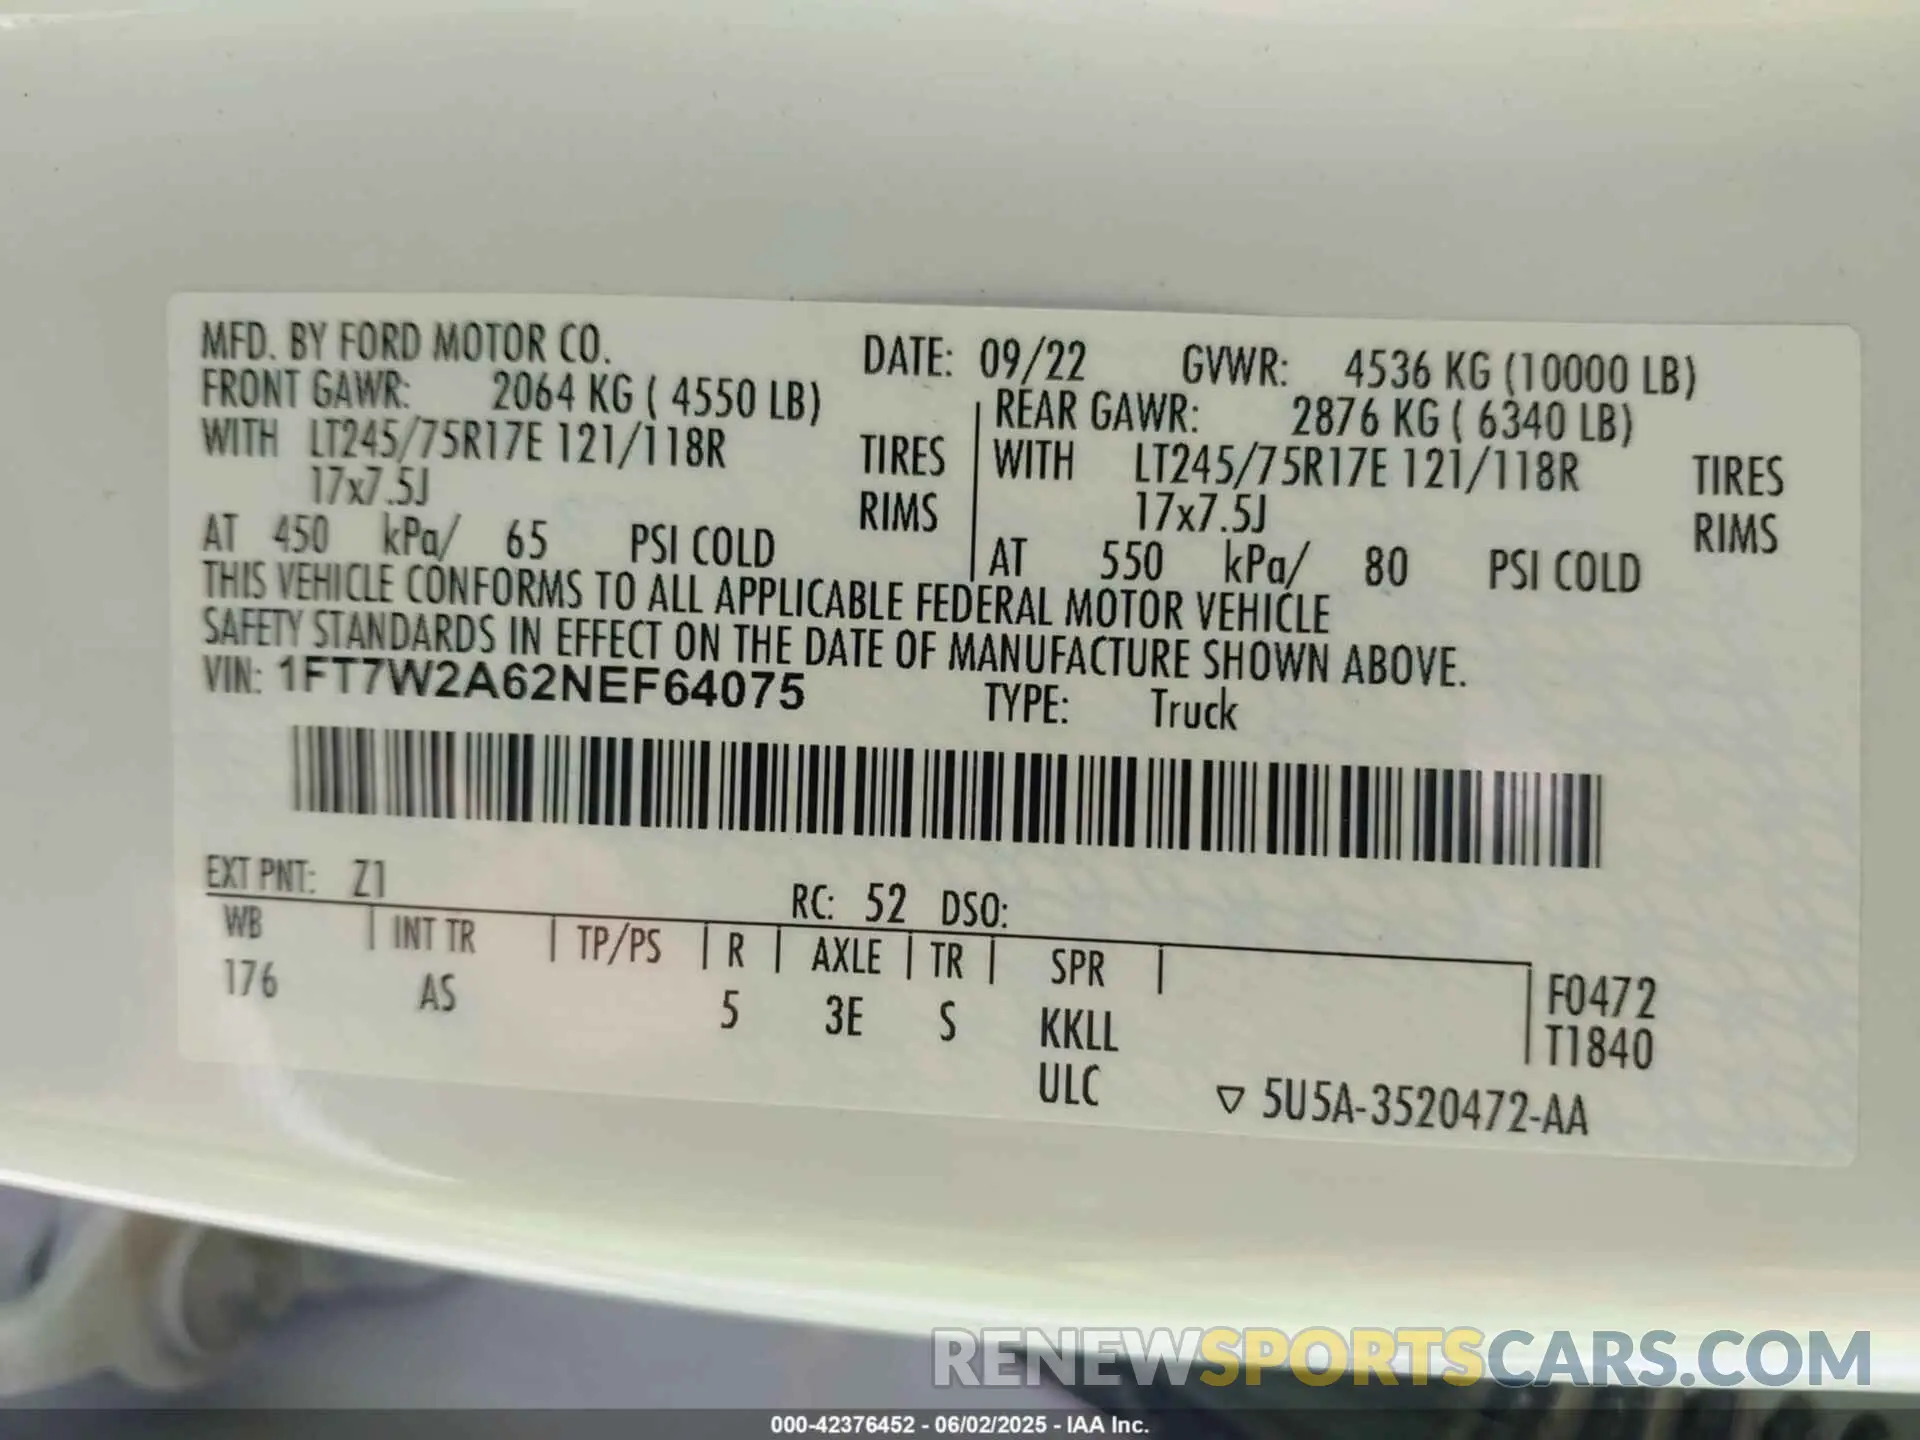 MFD. BY FORD MOTOR CO. DATE: 09/22 GVWR: 4536 KG (10000 LB)
FRONT GAWR: 2064 KG ( 4550 LB) REAR GAWR: 2876 KG ( 6340 LB)
WITH LT245/75R17E 121/118R TIRES WITH LT245/75R17E 121/118R TIRES
17x7.5J RIMS 17x7.5J RIMS
AT 450 kPa/ 65 PSI COLD AT 550 kPa/ 80 PSI COLD
THIS VEHICLE CONFORMS TO ALL APPLICABLE FEDERAL MOTOR VEHICLE
SAFETY STANDARDS IN EFFECT ON THE DATE OF MANUFACTURE SHOWN ABOVE.
VIN: 1FT7W2A62NEF64075 TYPE: Truck
EXT PNT: Z1 RC: 52 DSO:
WB INT TR TP/PS R AXLE TR SPR
176 AS 5 3E S KKLL
ULC
F0472
T1840
▽ 5U5A-3520472-AA
RENEWSPORTSCARS.COM
000-42376452 - 06/02/2025 - IAA Inc.